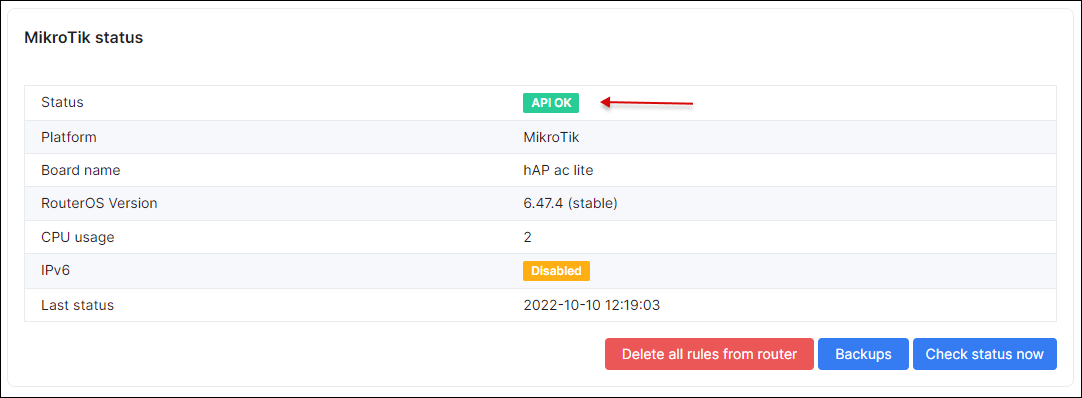 MikroTik status
Status API OK
Platform MikroTik
Board name hAP ac lite
RouterOS Version 6.47.4 (stable)
CPU usage 2
IPv6 Disabled
Last status 2022-10-10 12:19:03
Delete all rules from router Backups Check status now